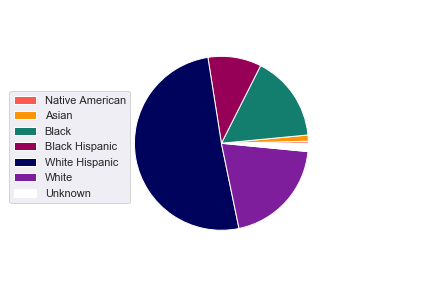 Native American
Asian
Black
Black Hispanic
White Hispanic
White
Unknown